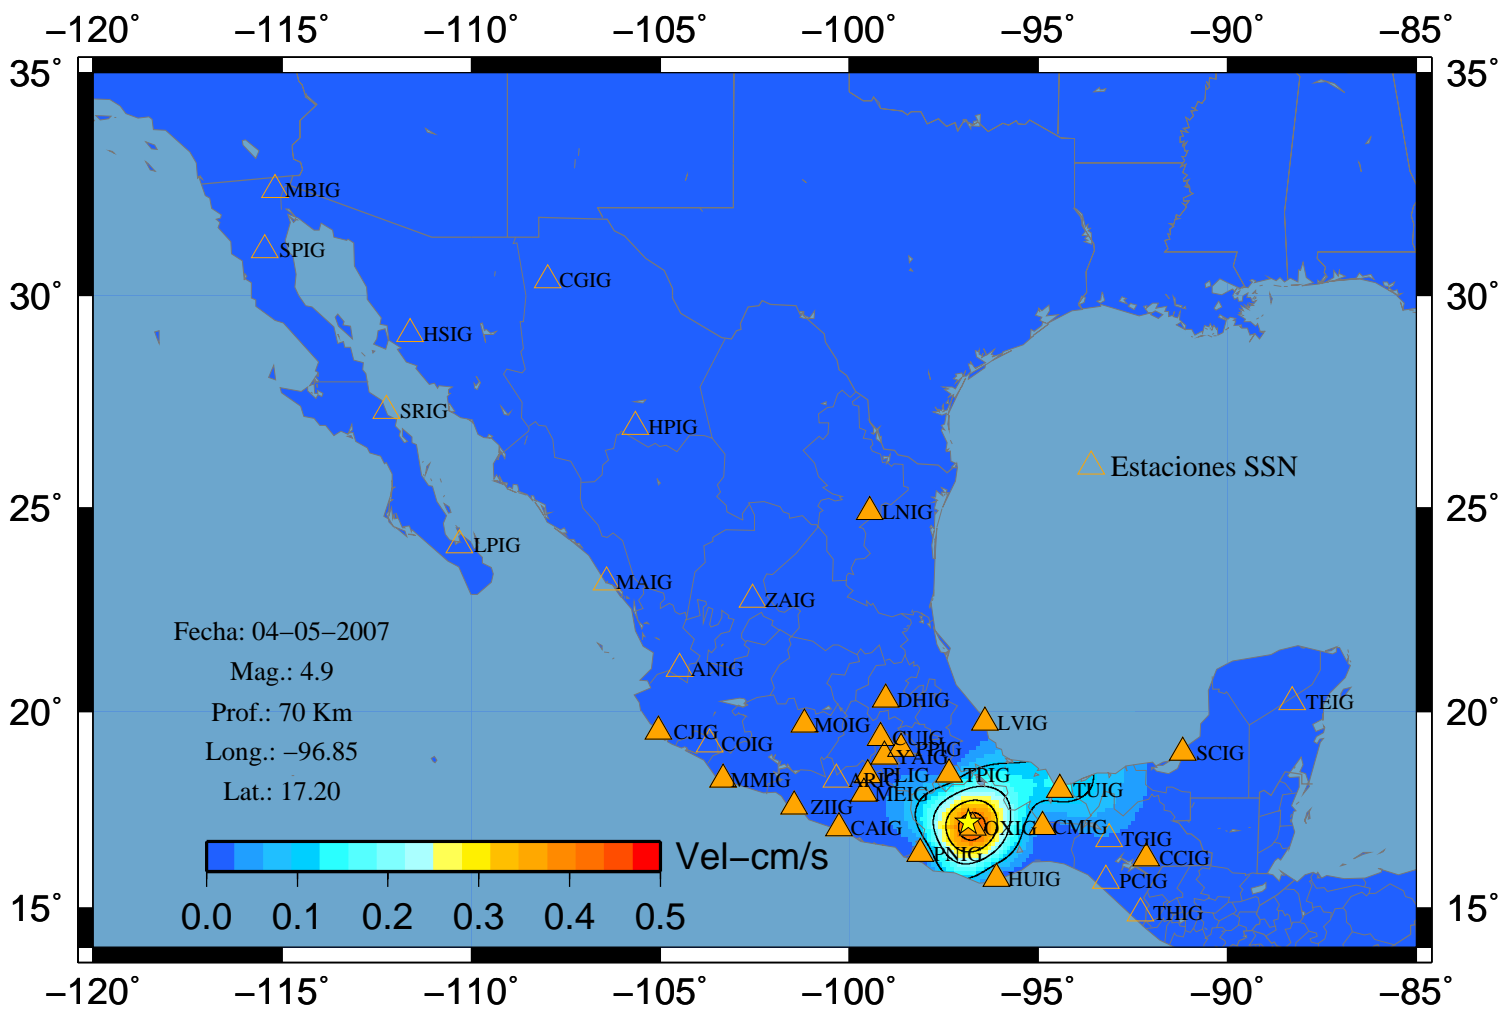 −120˚ −115˚ −110˚ −105˚ −100˚ −95˚ −90˚ −85˚
35˚ 35˚
MBIG
SPIG
CGIG
30˚ 30˚
HSIG
SRIG
HPIG
Estaciones SSN
25˚ LNIG 25˚
LPIG
MAIG
ZAIG
Fecha: 04−05−2007
Mag.: 4.9
ANIG
DHIG
TEIG
20˚ Prof.: 70 Km 20˚
MOIG LVIG
CJIG CUIG
COIG PPIG
Long.: −96.85 YAIG SCIG
MMIG ARIG PLIG TPIG
Lat.: 17.20 MEIG TUIG
ZIIG
CAIG OXIG CMIG
TGIG
Vel−cm/s PNIG CCIG
HUIG PCIG
15˚ THIG 15˚
0.0 0.1 0.2 0.3 0.4 0.5
−120˚ −115˚ −110˚ −105˚ −100˚ −95˚ −90˚ −85˚